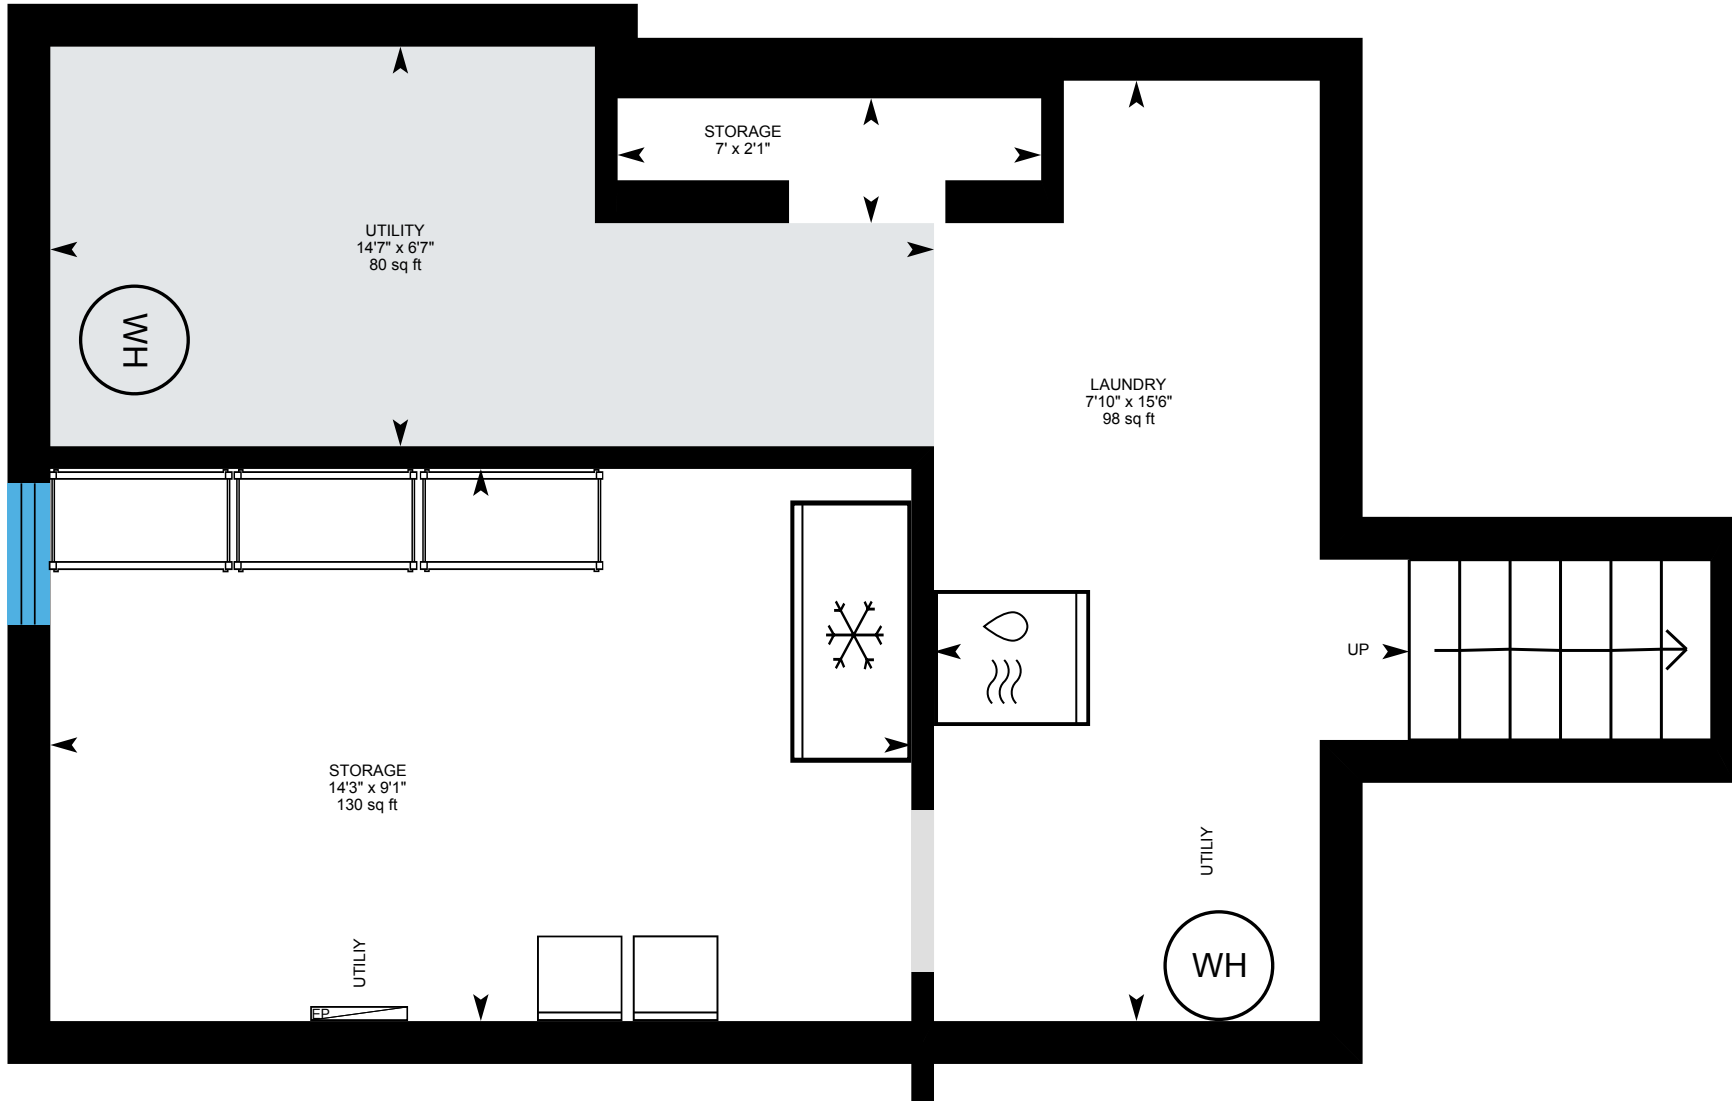 STORAGE
7' x 2'1"
UTILITY
14'7" x 6'7"
80 sq ft
WH
LAUNDRY
7'10" x 15'6"
98 sq ft
UP
STORAGE
14'3" x 9'1"
130 sq ft
UTILIY
UTILIY
WH
EP